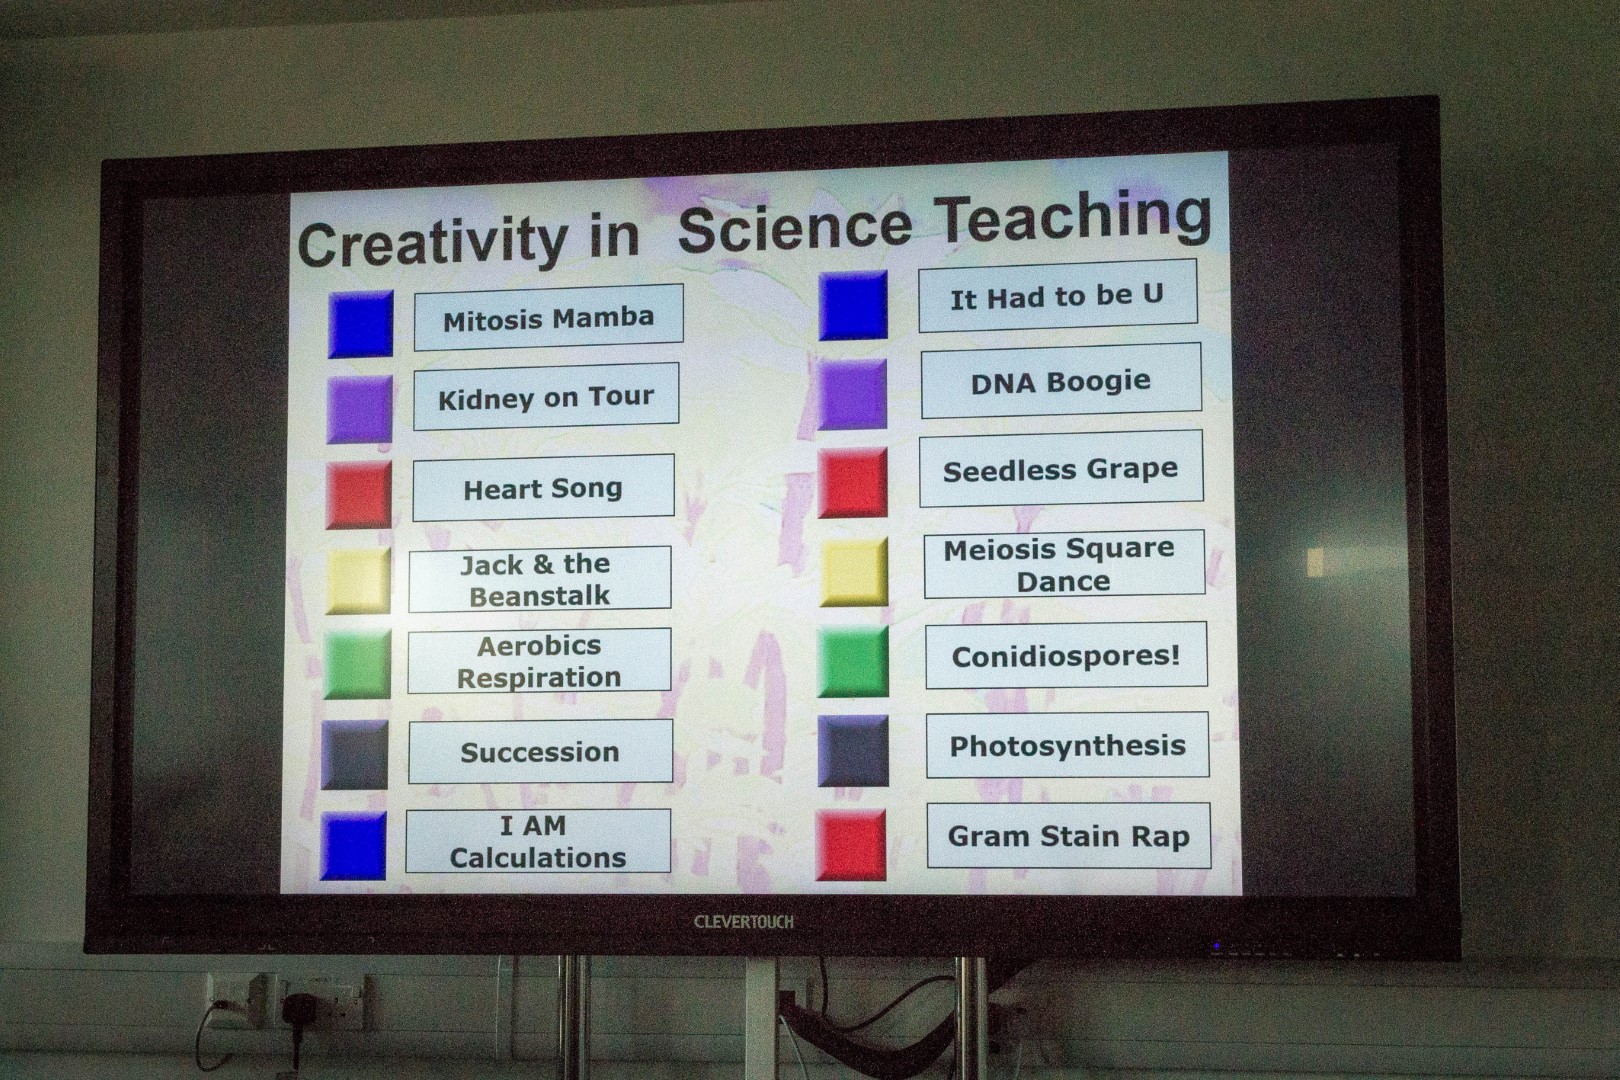 Creativity in Science Teaching
Mitosis Mamba
Kidney on Tour
Heart Song
Jack & the
Beanstalk
Aerobics
Respiration
Succession
I AM
Calculations
It Had to be U
DNA Boogie
Seedless Grape
Meiosis Square
Dance
Conidiospores!
Photosynthesis
Gram Stain Rap
CLEVERTOUCH